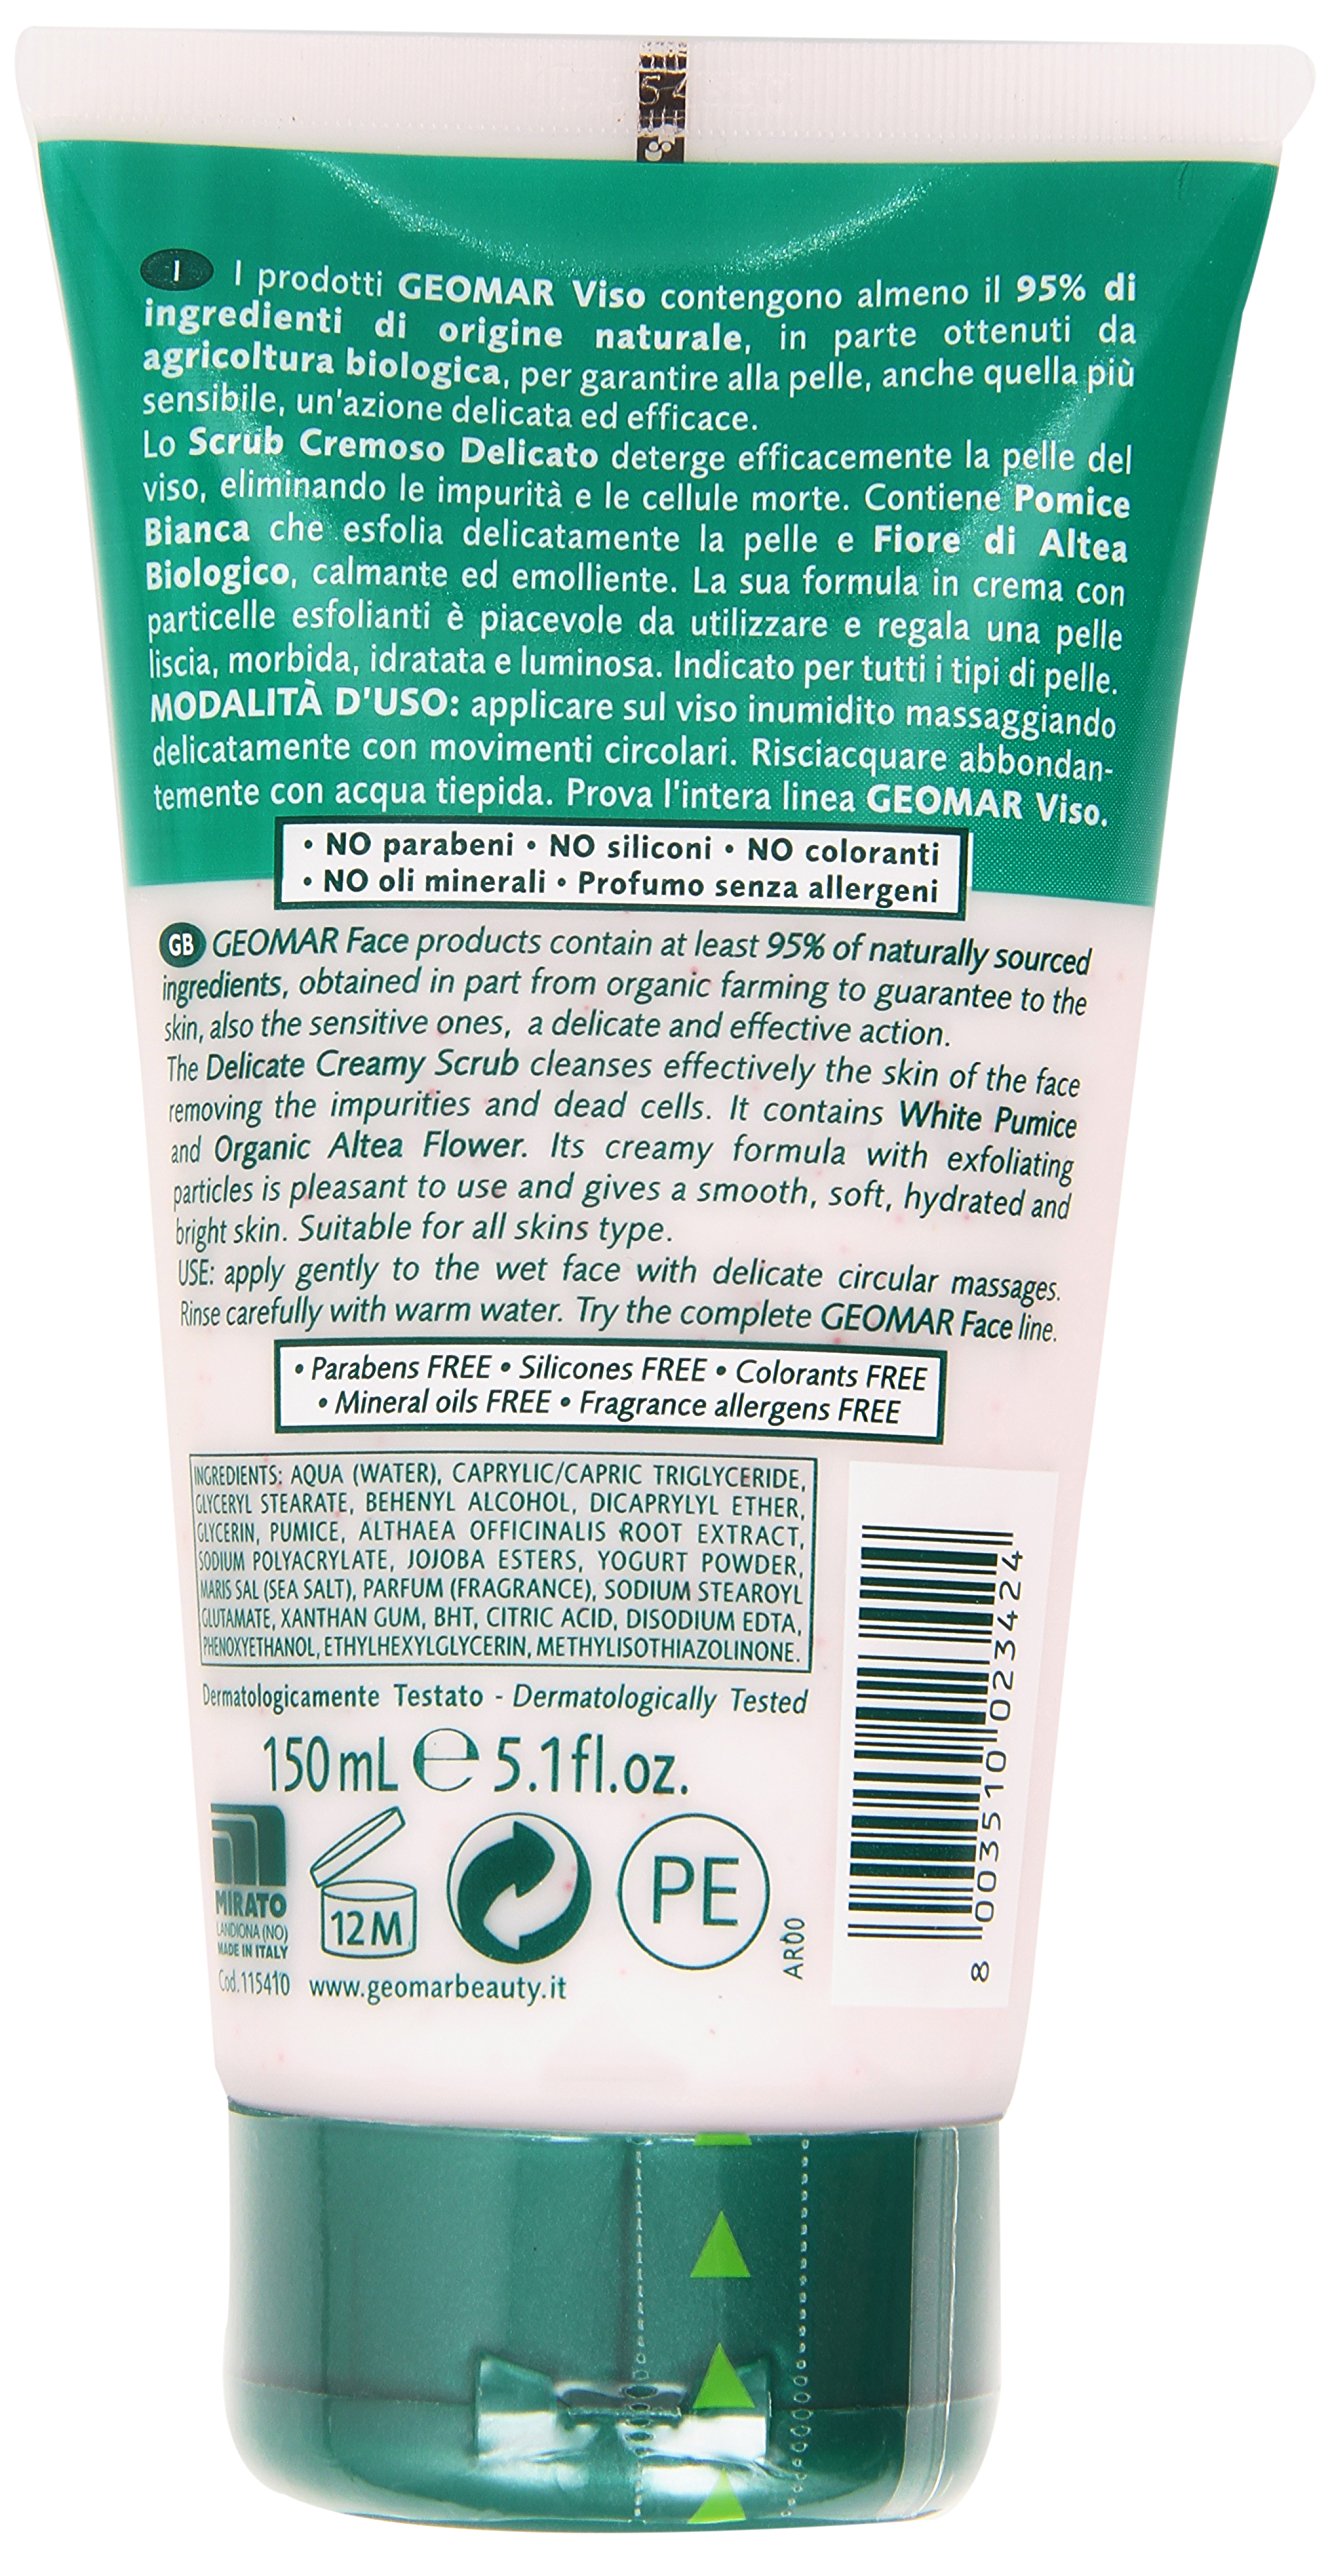 I I prodotti GEOMAR Viso contengono almeno il 95% di
ingredienti di origine naturale, in parte ottenuti da
agricoltura biologica, per garantire alla pelle, anche quella più
sensibile, un'azione delicata ed efficace.
Lo Scrub Cremoso Delicato deterge efficacemente la pelle del
viso, eliminando le impurità e le cellule morte. Contiene Pomice
Bianca che esfolia delicatamente la pelle e Fiore di Altea
Biologico, calmante ed emolliente. La sua formula in crema con
particelle esfolianti è piacevole da utilizzare e regala una pelle
liscia, morbida, idratata e luminosa. Indicato per tutti i tipi di pelle.
MODALITÀ D'USO: applicare sul viso inumidito massaggiando
delicatamente con movimenti circolari. Risciacquare abbondan-
temente con acqua tiepida. Prova l'intera linea GEOMAR Viso.
• NO parabeni • NO siliconi • NO coloranti
• NO oli minerali • Profumo senza allergeni
GB GEOMAR Face products contain at least 95% of naturally sourced
ingredients, obtained in part from organic farming to guarantee to the
skin, also the sensitive ones, a delicate and effective action.
The Delicate Creamy Scrub cleanses effectively the skin of the face
removing the impurities and dead cells. It contains White Pumice
and Organic Altea Flower. Its creamy formula with exfoliating
particles is pleasant to use and gives a smooth, soft, hydrated and
bright skin. Suitable for all skins type.
USE: apply gently to the wet face with delicate circular massages.
Rinse carefully with warm water. Try the complete GEOMAR Face line.
• Parabens FREE • Silicones FREE • Colorants FREE
• Mineral oils FREE • Fragrance allergens FREE
INGREDIENTS: AQUA (WATER), CAPRYLIC/CAPRIC TRIGLYCERIDE,
GLYCERYL STEARATE, BEHENYL ALCOHOL, DICAPRYLYL ETHER,
GLYCERIN, PUMICE, ALTHAEA OFFICINALIS ROOT EXTRACT,
SODIUM POLYACRYLATE, JOJOBA ESTERS, YOGURT POWDER,
MARIS SAL (SEA SALT), PARFUM (FRAGRANCE), SODIUM STEAROYL
GLUTAMATE, XANTHAN GUM, BHT, CITRIC ACID, DISODIUM EDTA,
PHENOXYETHANOL, ETHYLHEXYLGLYCERIN, METHYLISOTHIAZOLINONE.
Dermatologicamente Testato - Dermatologically Tested
150 mL e 5.1fl.oz.
MIRATO
LANDIONA (NO)
MADE IN ITALY
12 M
PE
AR00
Cod.115410 www.geomarbeauty.it
8 003510 023424